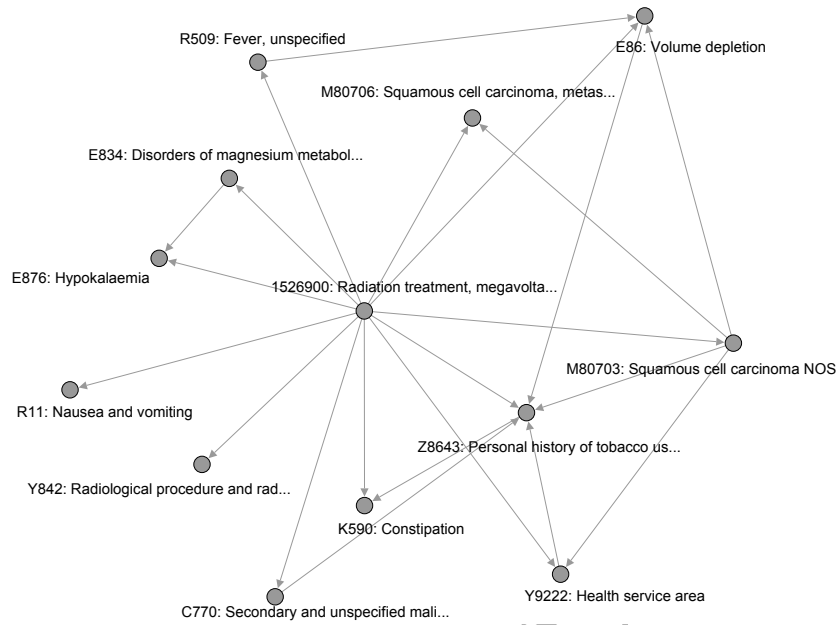 R509: Fever, unspecified
E86: Volume depletion
M80706: Squamous cell carcinoma, metas...
E834: Disorders of magnesium metabol...
E876: Hypokalaemia
1526900: Radiation treatment, megavolta...
M80703: Squamous cell carcinoma NOS
R11: Nausea and vomiting
Z8643: Personal history of tobacco us...
Y842: Radiological procedure and rad...
K590: Constipation
Y9222: Health service area
C770: Secondary and unspecified mali...